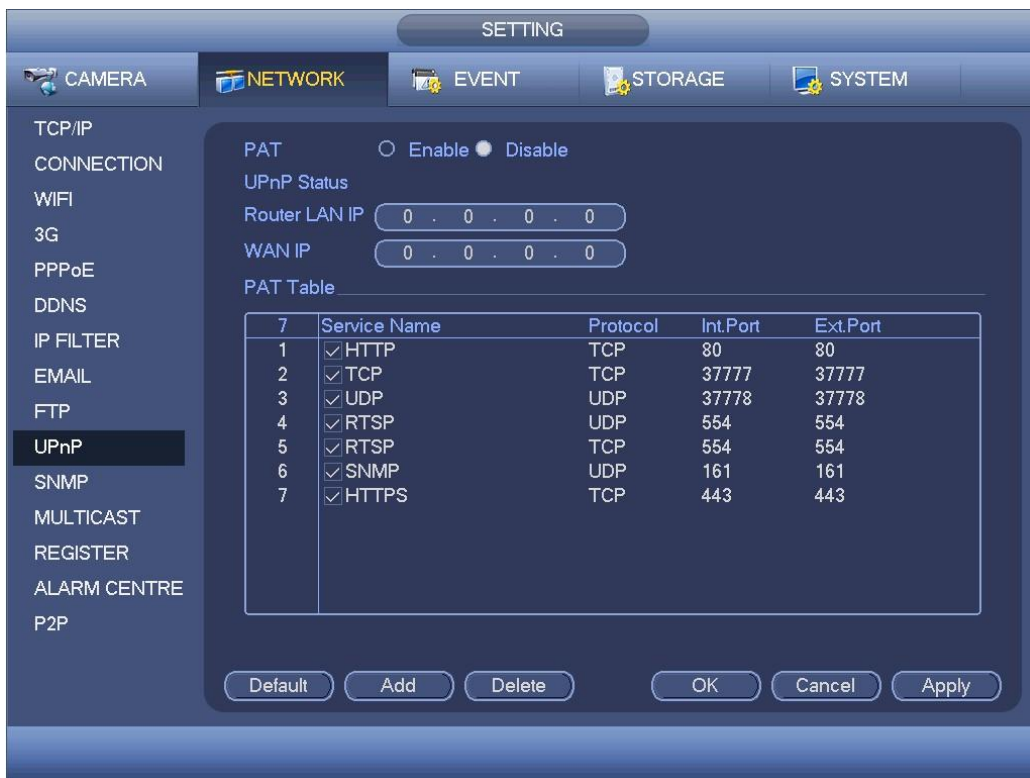 SETTING
CAMERA NETWORK EVENT STORAGE SYSTEM
TCP/IP
CONNECTION
WIFI
3G
PPPoE
DDNS
IP FILTER
EMAIL
FTP
UPnP
SNMP
MULTICAST
REGISTER
ALARM CENTRE
P2P
PAT Enable Disable
UPnP Status
Router LAN IP 0 . 0 . 0 . 0
WAN IP 0 . 0 . 0 . 0
PAT Table
7 Service Name Protocol Int.Port Ext.Port
1 HTTP TCP 80 80
2 TCP TCP 37777 37777
3 UDP UDP 37778 37778
4 RTSP UDP 554 554
5 RTSP TCP 554 554
6 SNMP UDP 161 161
7 HTTPS TCP 443 443
Default Add Delete OK Cancel Apply